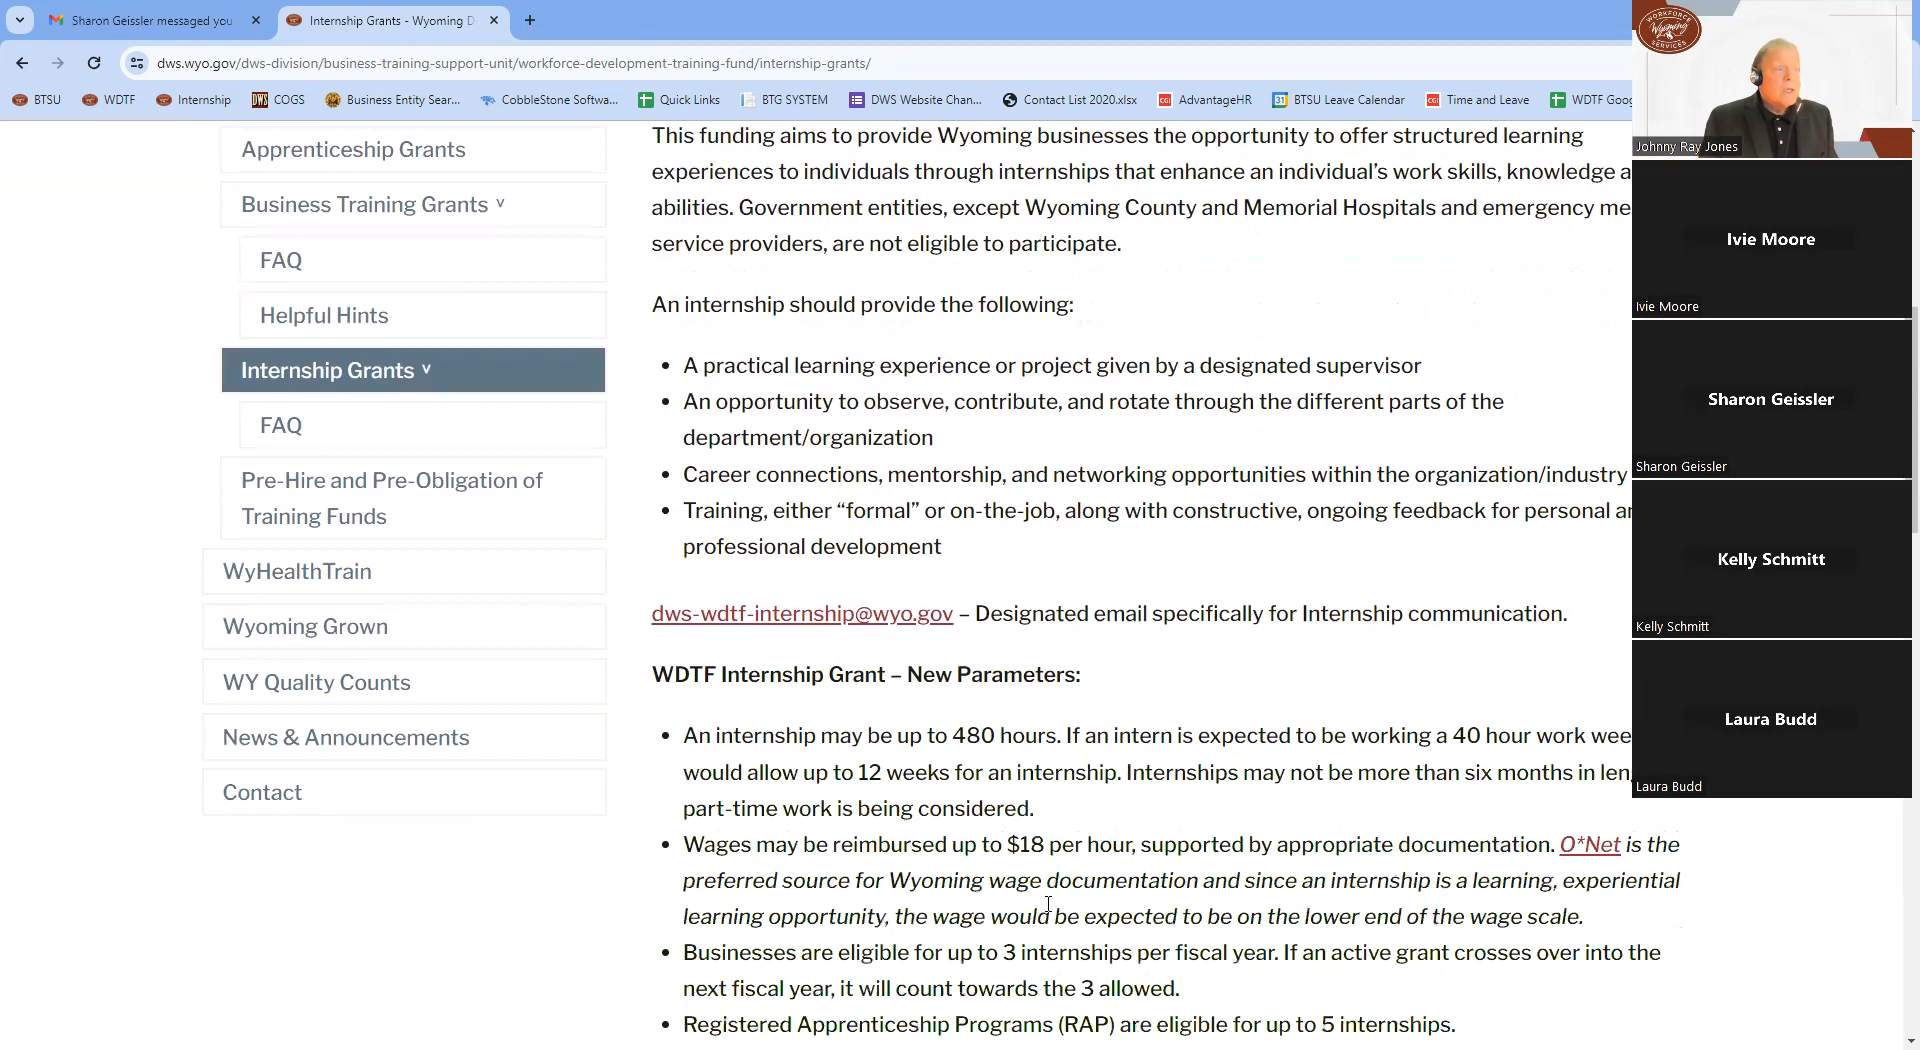 Sharon Geissler messaged you
Internship Grants - Wyoming D
dws.wyo.gov/dws-division/business-training-support-unit/workforce-development-training-fund/internship-grants/
BTSU
WDTF
Internship
DWS
COGS
Business Entity Sear...
CobbleStone Softwa...
Quick Links
BTG SYSTEM
DWS Website Chan...
Contact List 2020.xlsx
CGI
AdvantageHR
31
BTSU Leave Calendar
CGI
Time and Leave
WDTF Goog
Apprenticeship Grants
Business Training Grants
FAQ
Helpful Hints
Internship Grants
FAQ
Pre-Hire and Pre-Obligation of
Training Funds
WyHealthTrain
Wyoming Grown
WY Quality Counts
News & Announcements
Contact
This funding aims to provide Wyoming businesses the opportunity to offer structured learning
experiences to individuals through internships that enhance an individual’s work skills, knowledge a
abilities. Government entities, except Wyoming County and Memorial Hospitals and emergency me
service providers, are not eligible to participate.
An internship should provide the following:
• A practical learning experience or project given by a designated supervisor
• An opportunity to observe, contribute, and rotate through the different parts of the
department/organization
• Career connections, mentorship, and networking opportunities within the organization/industry
• Training, either “formal” or on-the-job, along with constructive, ongoing feedback for personal an
professional development
dws-wdtf-internship@wyo.gov – Designated email specifically for Internship communication.
WDTF Internship Grant – New Parameters:
• An internship may be up to 480 hours. If an intern is expected to be working a 40 hour work wee
would allow up to 12 weeks for an internship. Internships may not be more than six months in len
part-time work is being considered.
• Wages may be reimbursed up to $18 per hour, supported by appropriate documentation. O*Net is the
preferred source for Wyoming wage documentation and since an internship is a learning, experiential
learning opportunity, the wage would be expected to be on the lower end of the wage scale.
• Businesses are eligible for up to 3 internships per fiscal year. If an active grant crosses over into the
next fiscal year, it will count towards the 3 allowed.
• Registered Apprenticeship Programs (RAP) are eligible for up to 5 internships.
WORKFORCE
Wyoming
SERVICES
Johnny Ray Jones
Ivie Moore
Ivie Moore
Sharon Geissler
Sharon Geissler
Kelly Schmitt
Kelly Schmitt
Laura Budd
Laura Budd